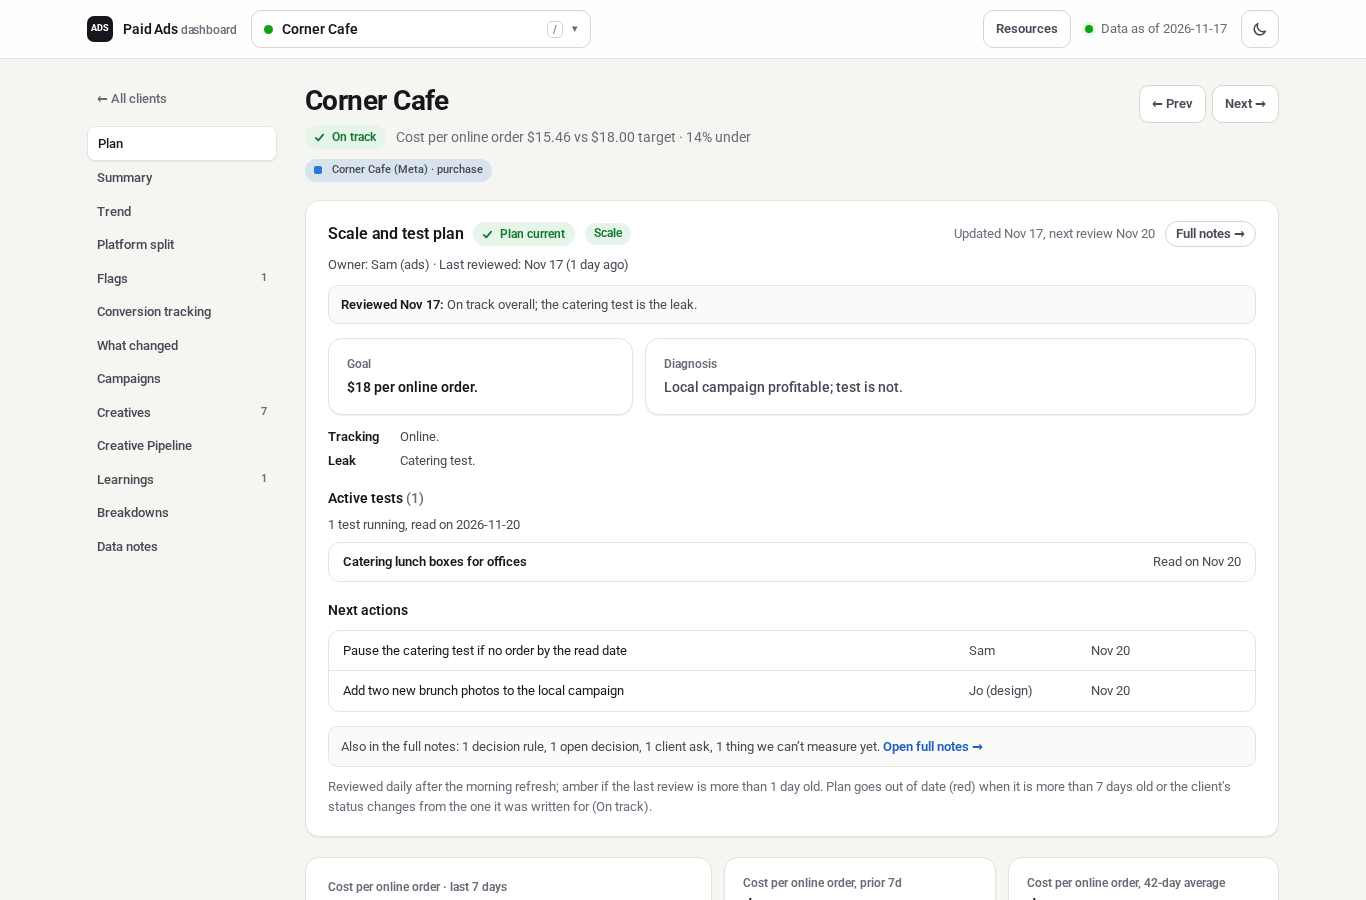 ADS Paid Ads dashboard Corner Cafe / ▾ Resources Data as of 2026-11-17
← All clients
Plan
Summary
Trend
Platform split
Flags 1
Conversion tracking
What changed
Campaigns
Creatives 7
Creative Pipeline
Learnings 1
Breakdowns
Data notes
Corner Cafe
← Prev Next →
On track Cost per online order $15.46 vs $18.00 target · 14% under
Corner Cafe (Meta) · purchase
Scale and test plan Plan current Scale Updated Nov 17, next review Nov 20 Full notes →
Owner: Sam (ads) · Last reviewed: Nov 17 (1 day ago)
Reviewed Nov 17: On track overall; the catering test is the leak.
Goal
$18 per online order.
Diagnosis
Local campaign profitable; test is not.
Tracking Online.
Leak Catering test.
Active tests (1)
1 test running, read on 2026-11-20
Catering lunch boxes for offices Read on Nov 20
Next actions
Pause the catering test if no order by the read date Sam Nov 20
Add two new brunch photos to the local campaign Jo (design) Nov 20
Also in the full notes: 1 decision rule, 1 open decision, 1 client ask, 1 thing we can’t measure yet. Open full notes →
Reviewed daily after the morning refresh; amber if the last review is more than 1 day old. Plan goes out of date (red) when it is more than 7 days old or the client’s
status changes from the one it was written for (On track).
Cost per online order · last 7 days
Cost per online order, prior 7d
Cost per online order, 42-day average